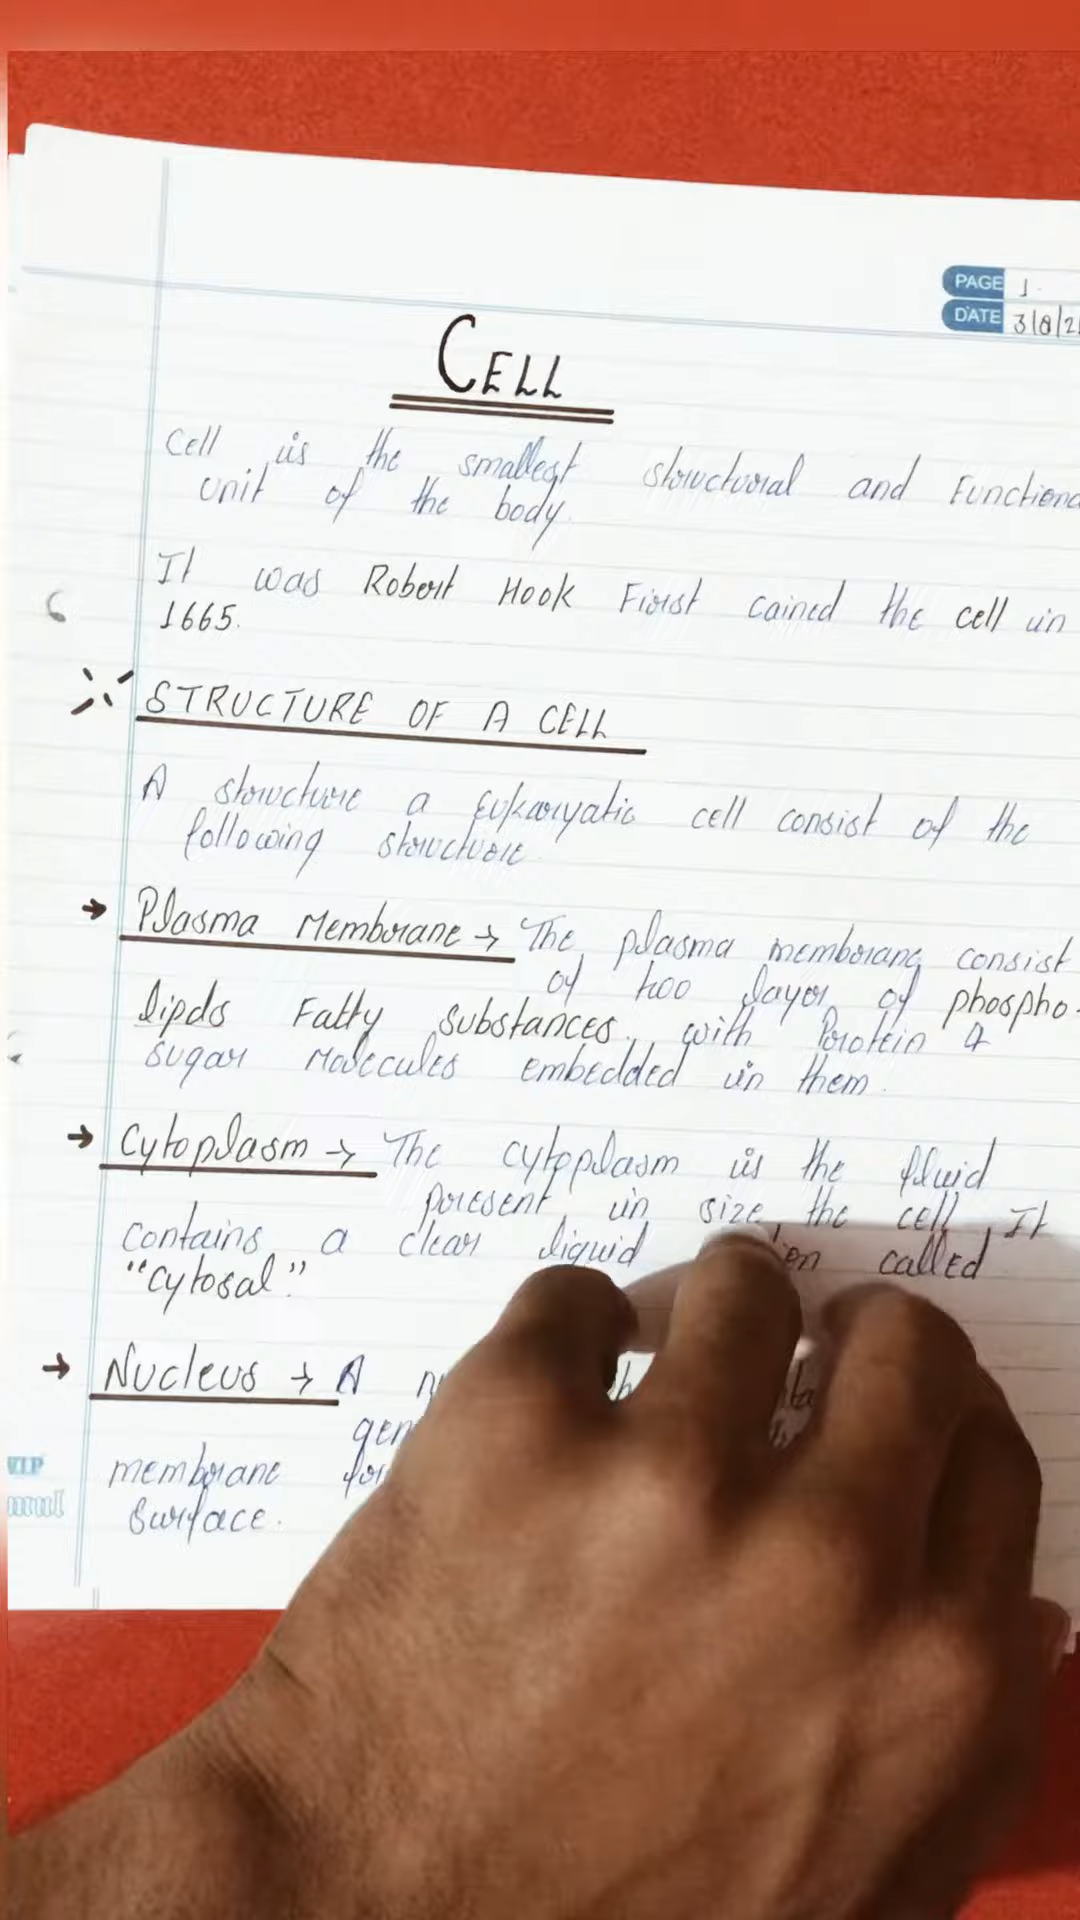 PAGE 1.
DATE 3/8/2
CELL
Cell is the smallest structural and Functiona
unit of the body.
It was Robert Hook First cained the cell in
1665.
STRUCTURE OF A CELL
A structure a Eukaryatic cell consist of the
following structure
→ Plasma Membrane → The plasma membrane consist
of two layer of phospho-
lipds Fatty substances, with Protein &
sugar Molecules embedded in them.
→ Cytoplasm → The cytoplasm is the fluid
present in size the cell, It
contains a clear liquid called
"cytosal."
→ Nucleus → A
membrane
surface.
VIP